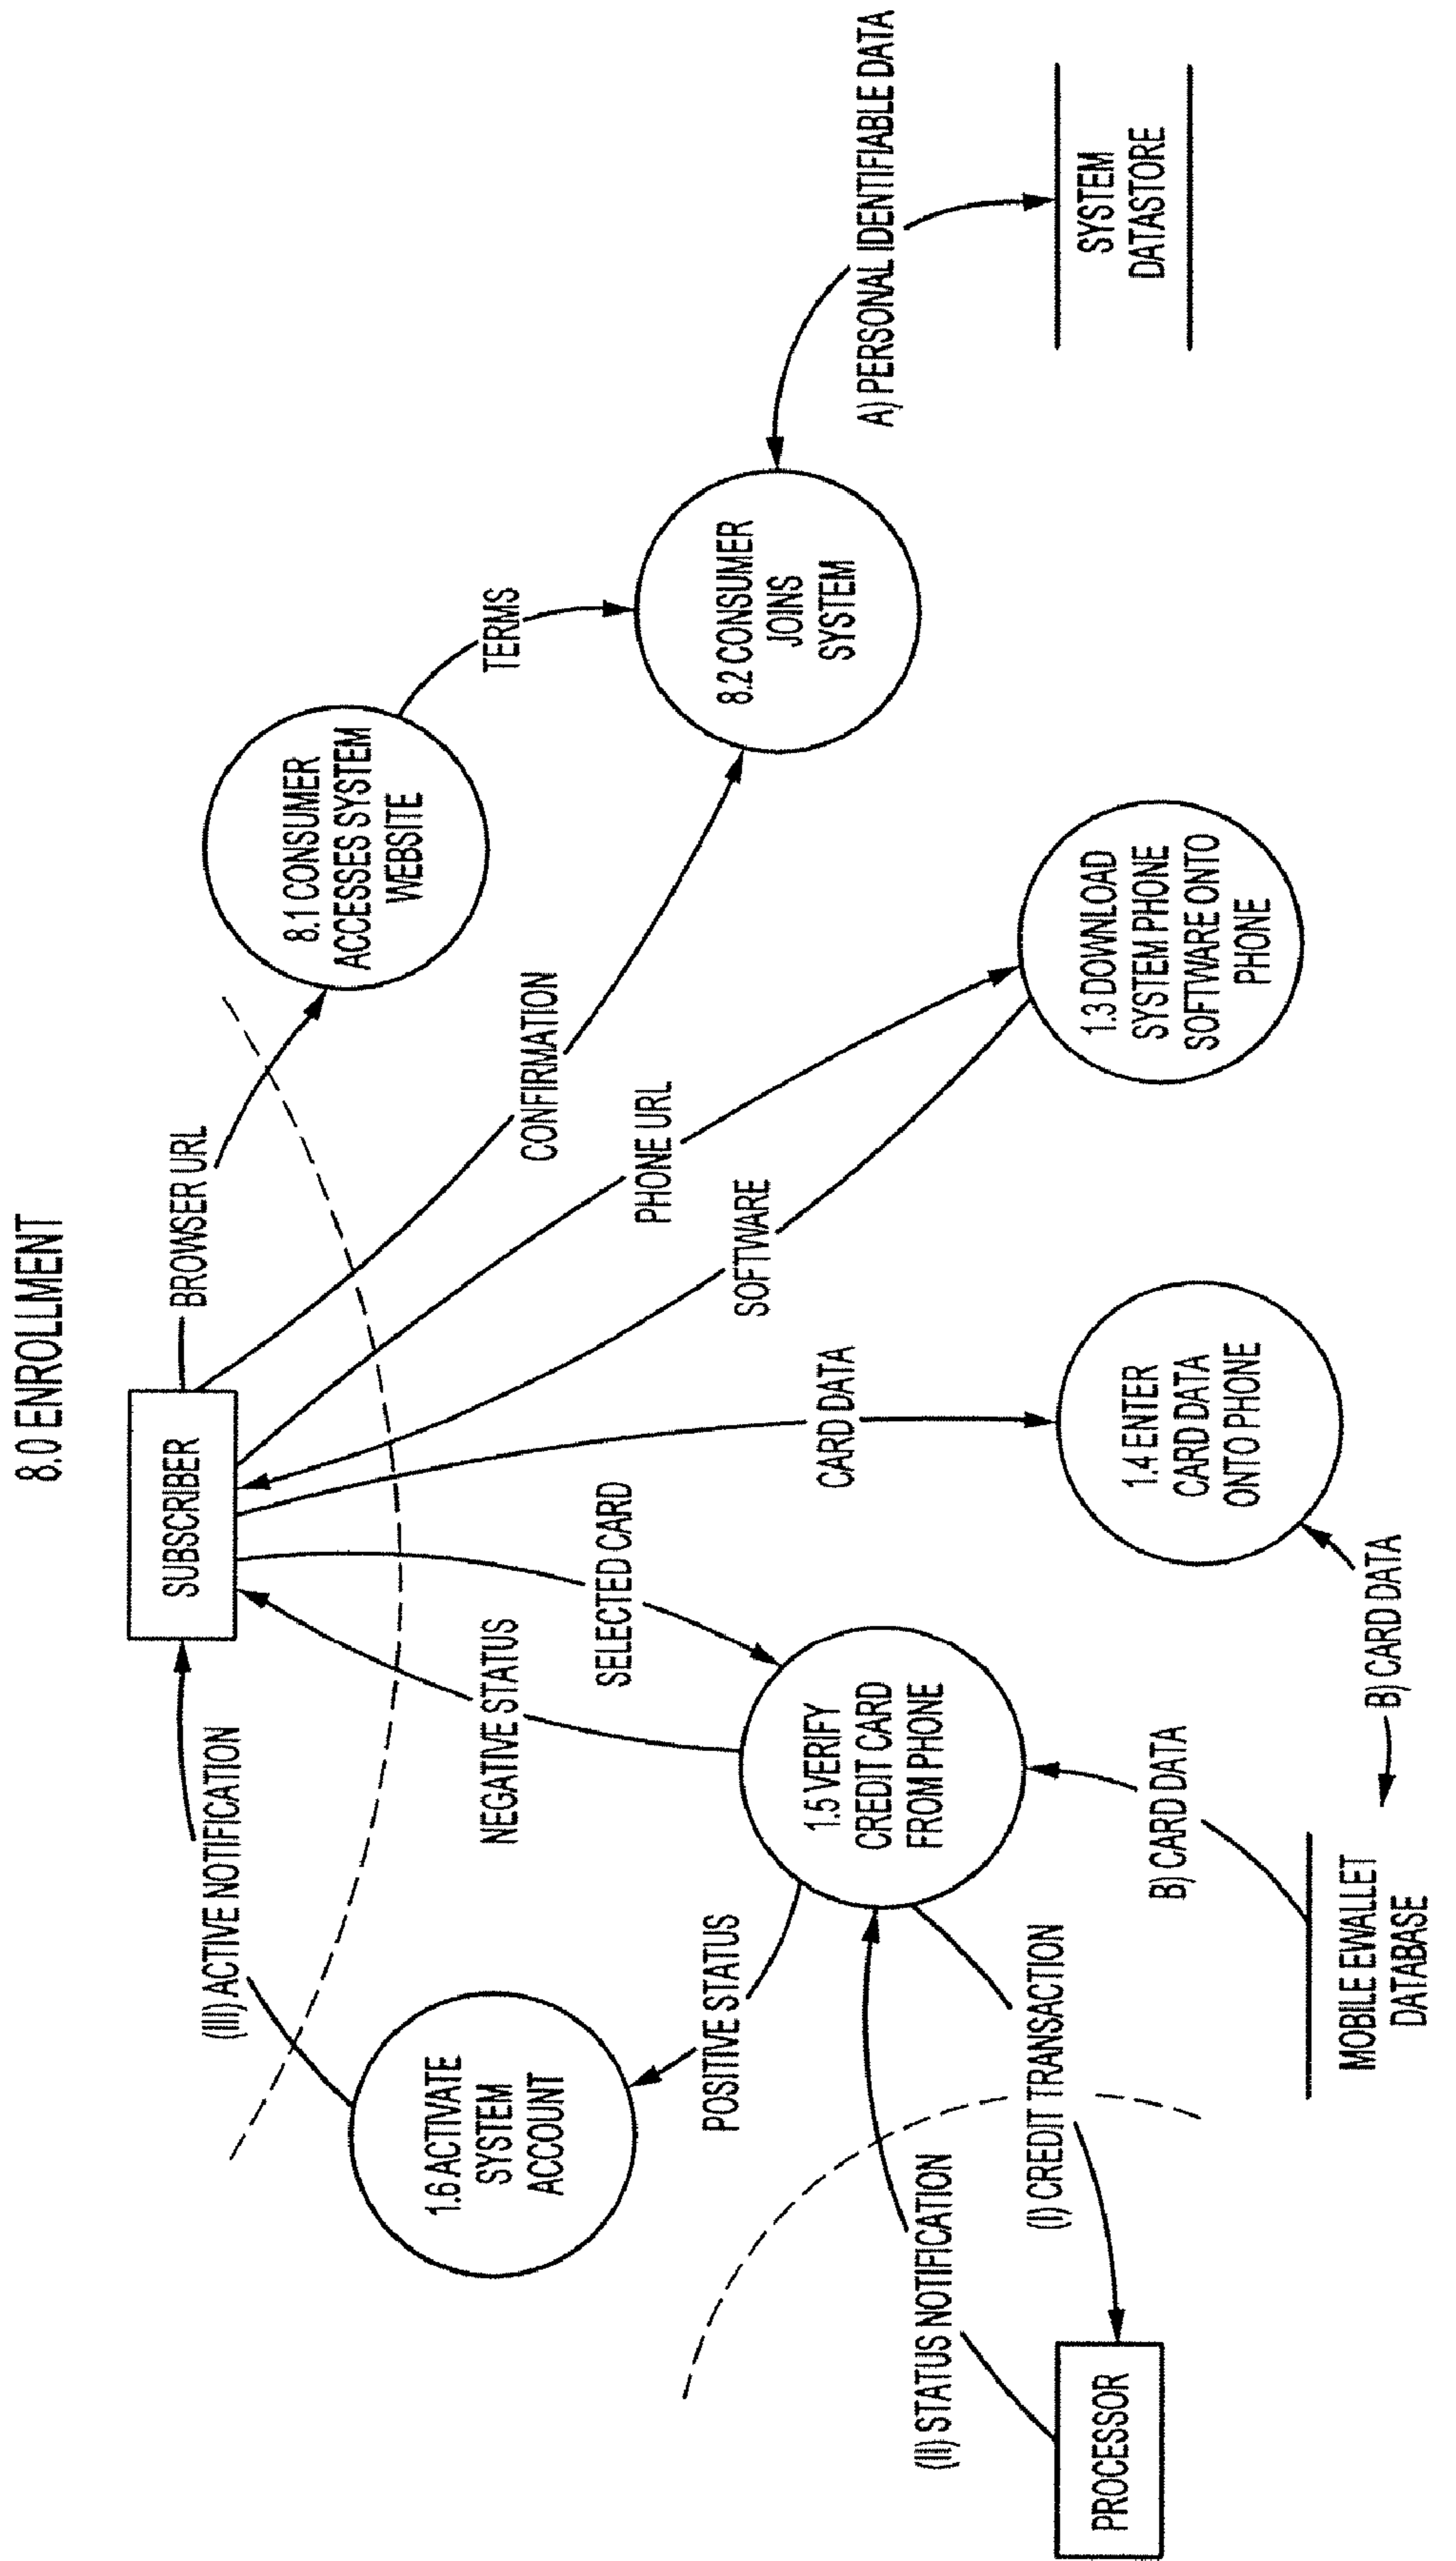 8.0 ENROLLMENT
SUBSCRIBER
(III) ACTIVE NOTIFICATION
BROWSER URL
8.1 CONSUMER
ACCESSES SYSTEM
WEBSITE
TERMS
8.2 CONSUMER
JOINS
SYSTEM
A) PERSONAL IDENTIFIABLE DATA
SYSTEM
DATASTORE
CONFIRMATION
PHONE URL
SOFTWARE
1.3 DOWNLOAD
SYSTEM PHONE
SOFTWARE ONTO
PHONE
CARD DATA
1.4 ENTER
CARD DATA
ONTO PHONE
B) CARD DATA
SELECTED CARD
NEGATIVE STATUS
1.5 VERIFY
CREDIT CARD
FROM PHONE
B) CARD DATA
MOBILE EWALLET
DATABASE
POSITIVE STATUS
1.6 ACTIVATE
SYSTEM
ACCOUNT
(II) STATUS NOTIFICATION
(I) CREDIT TRANSACTION
PROCESSOR